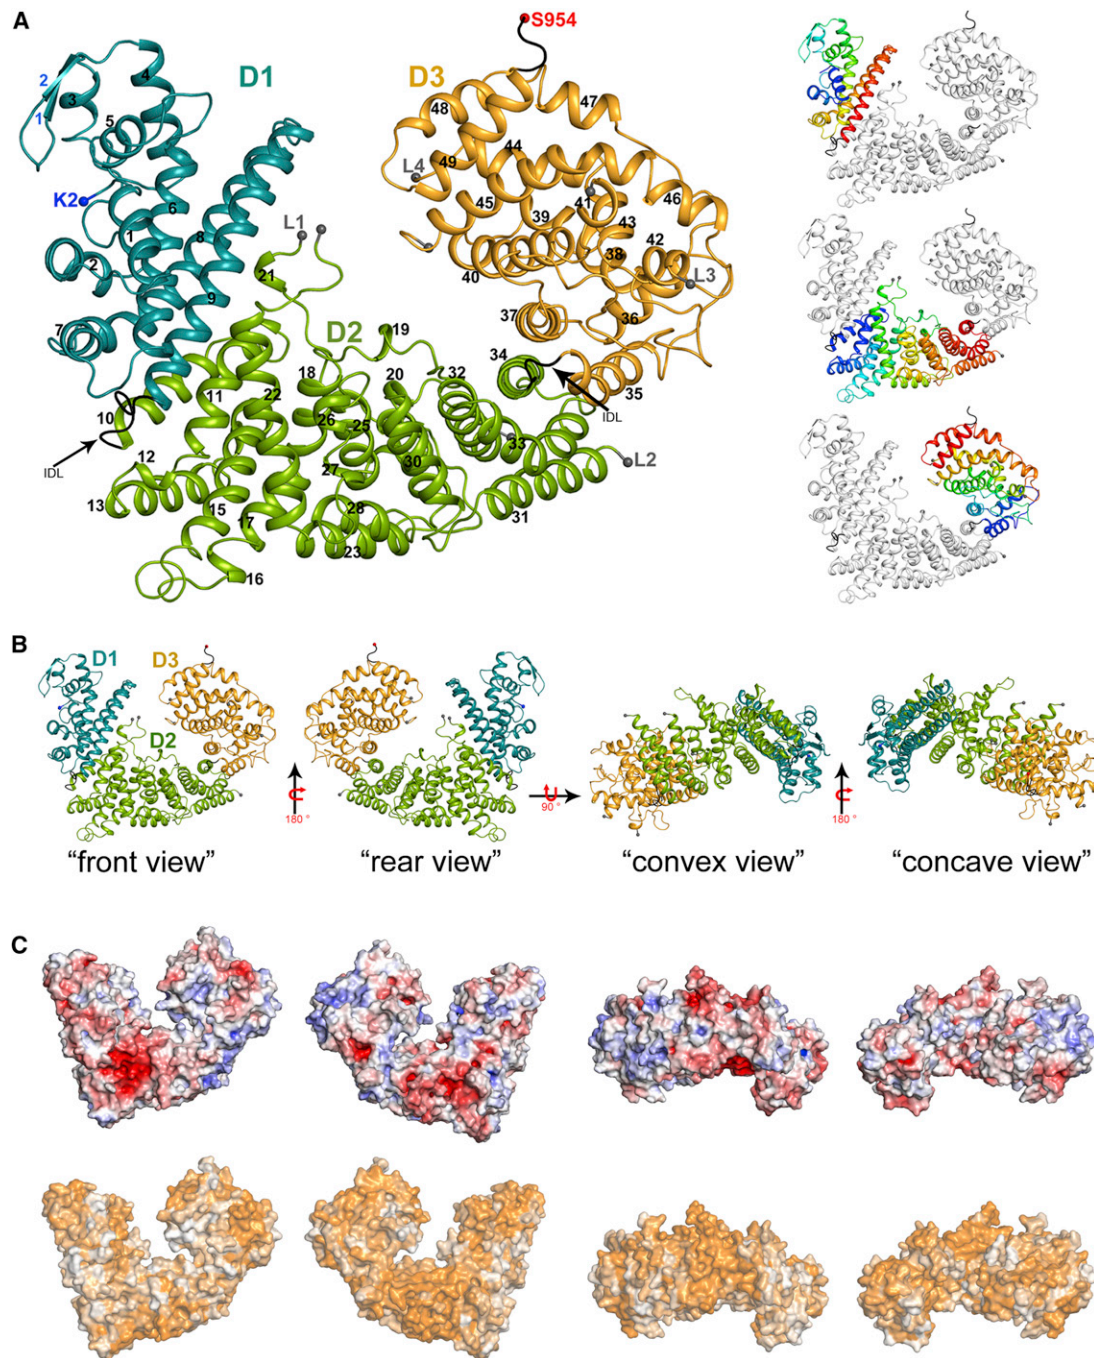 A
S954
D1
D3
2
4
3
1
5
K2
6
1
8
2
9
7
L1
21
D2
19
18
20
32
34
10
11
22
26
25
33
30
12
27
13
15
17
28
23
31
16
IDL
IDL
L2
47
48
44
L4
49
45
39
41
46
43
42
38
40
L3
37
36
35
B
D1
D3
D2
180 °
90 °
180 °
“front view”
“rear view”
“convex view”
“concave view”
C